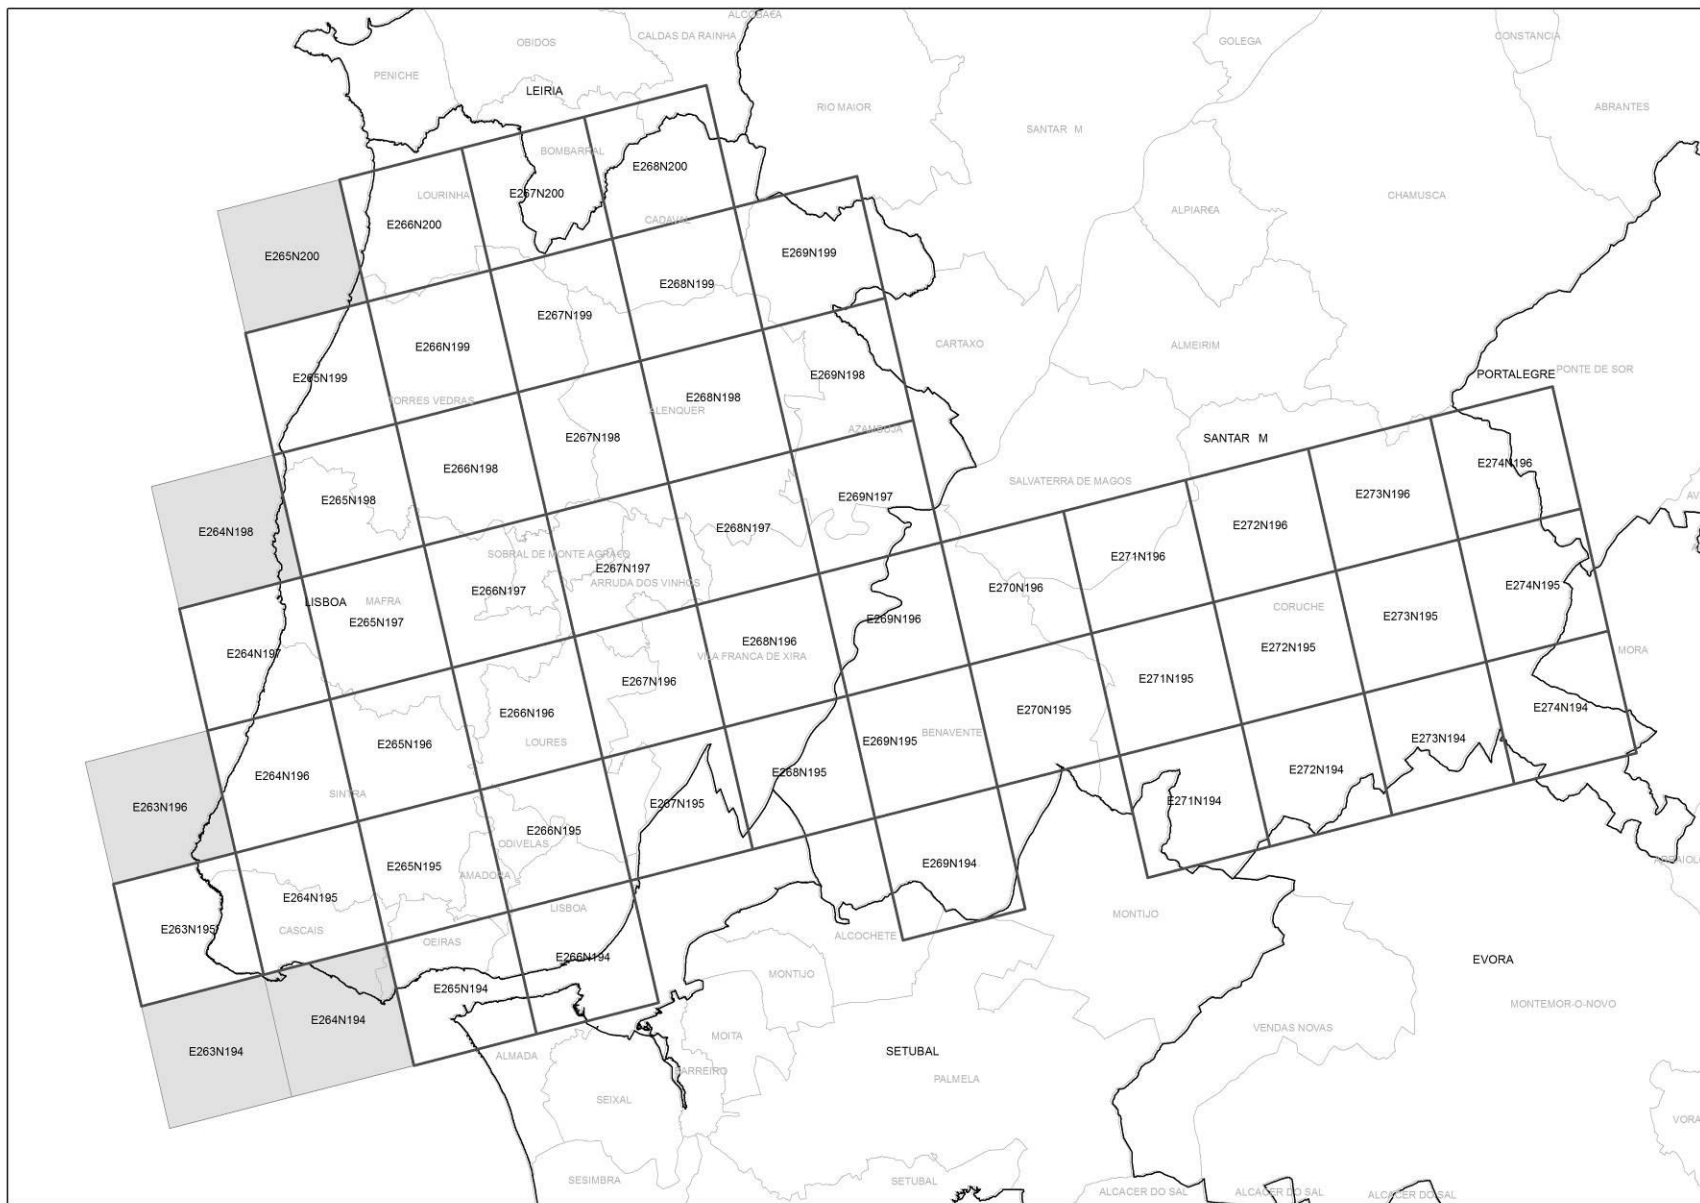 ALCOBA€A
CALDAS DA RAINHA
OBIDOS
GOLEGA
CONSTANCIA
PENICHE
LEIRIA
RIO MAIOR
ABRANTES
SANTAR M
BOMBARRAL
E268N200
E267N200
LOURINHA
CHAMUSCA
E266N200
CADAVAL
ALPIAR€A
E265N200
E269N199
E268N199
E267N199
E266N199
CARTAXO
ALMEIRIM
E265N199
E269N198
PORTALEGRE
PONTE DE SOR
TORRES VEDRAS
E268N198
ALENQUER
AZAMBUJA
E267N198
SANTAR M
E266N198
E274N196
SALVATERRA DE MAGOS
E273N196
E265N198
E269N197
AV
E264N198
E268N197
E272N196
SOBRAL DE MONTE AGRA€O
E271N196
E267N197
ARRUDA DOS VINHOS
E266N197
E270N196
E274N195
LISBOA
MAFRA
CORUCHE
E265N197
E269N196
E273N195
E264N197
E268N196
VILA FRANCA DE XIRA
E272N195
MORA
E267N196
E271N195
E266N196
E270N195
E274N194
E265N196
LOURES
E269N195
BENAVENTE
E273N194
E264N196
E268N195
E272N194
SINTRA
E263N196
E267N195
E271N194
E266N195
ODIVELAS
E265N195
E269N194
ARRAIOLO
AMADORA
E264N195
LISBOA
MONTIJO
E263N195
CASCAIS
OEIRAS
ALCOCHETE
E266N194
EVORA
MONTIJO
E265N194
MONTEMOR-O-NOVO
E264N194
VENDAS NOVAS
MOITA
E263N194
ALMADA
SETUBAL
BARREIRO
PALMELA
SEIXAL
VORA
SESIMBRA
SETUBAL
ALCACER DO SAL
ALCACER DO SAL
ALCACER DO SAL